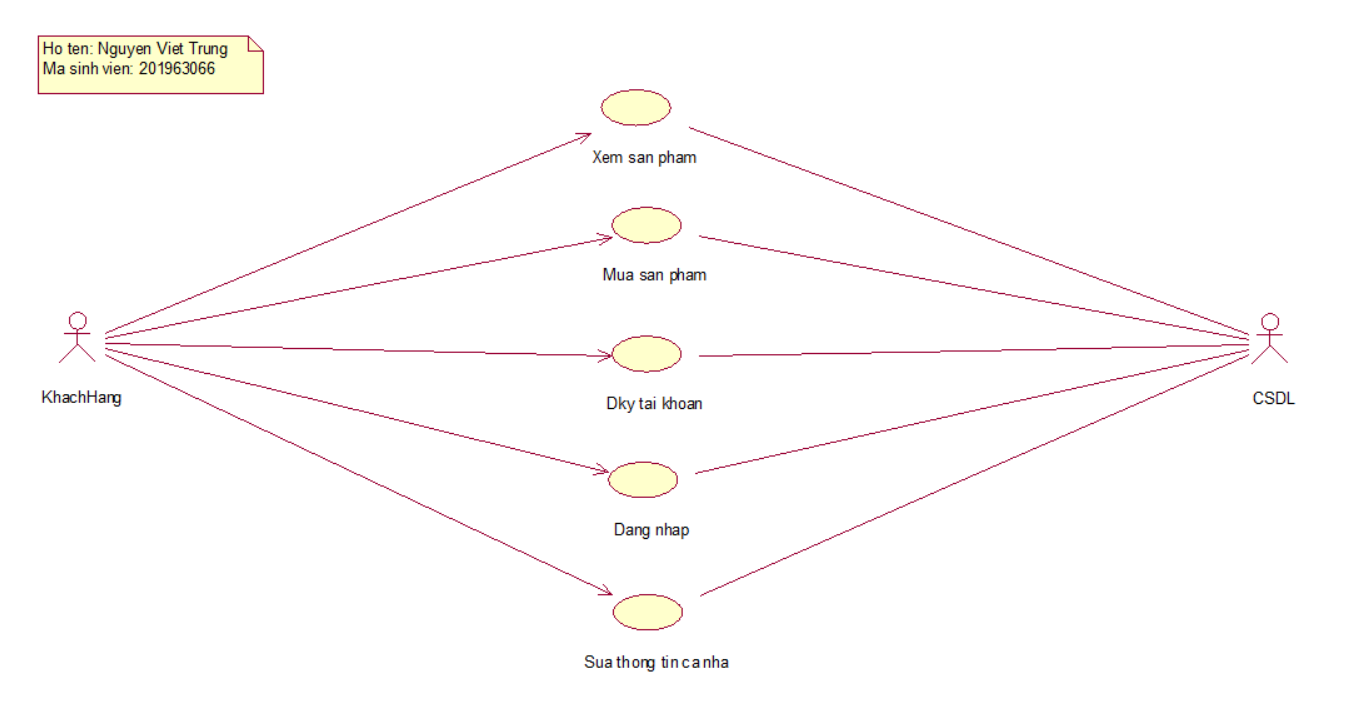 Ho ten: Nguyen Viet Trung
Ma sinh vien: 201963066
Xem san pham
Mua san pham
KhachHang
CSDL
Dky tai khoan
Dang nhap
Sua thong tin ca nha